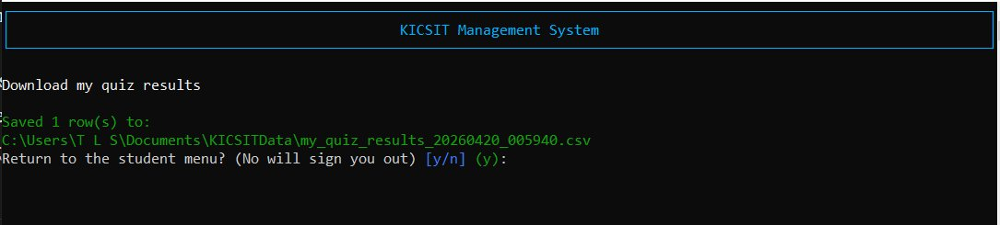 KICSIT Management System
Download my quiz results
Saved 1 row(s) to:
C:\Users\T L S\Documents\KICSITData\my_quiz_results_20260420_005940.csv
Return to the student menu? (No will sign you out) [y/n] (y):